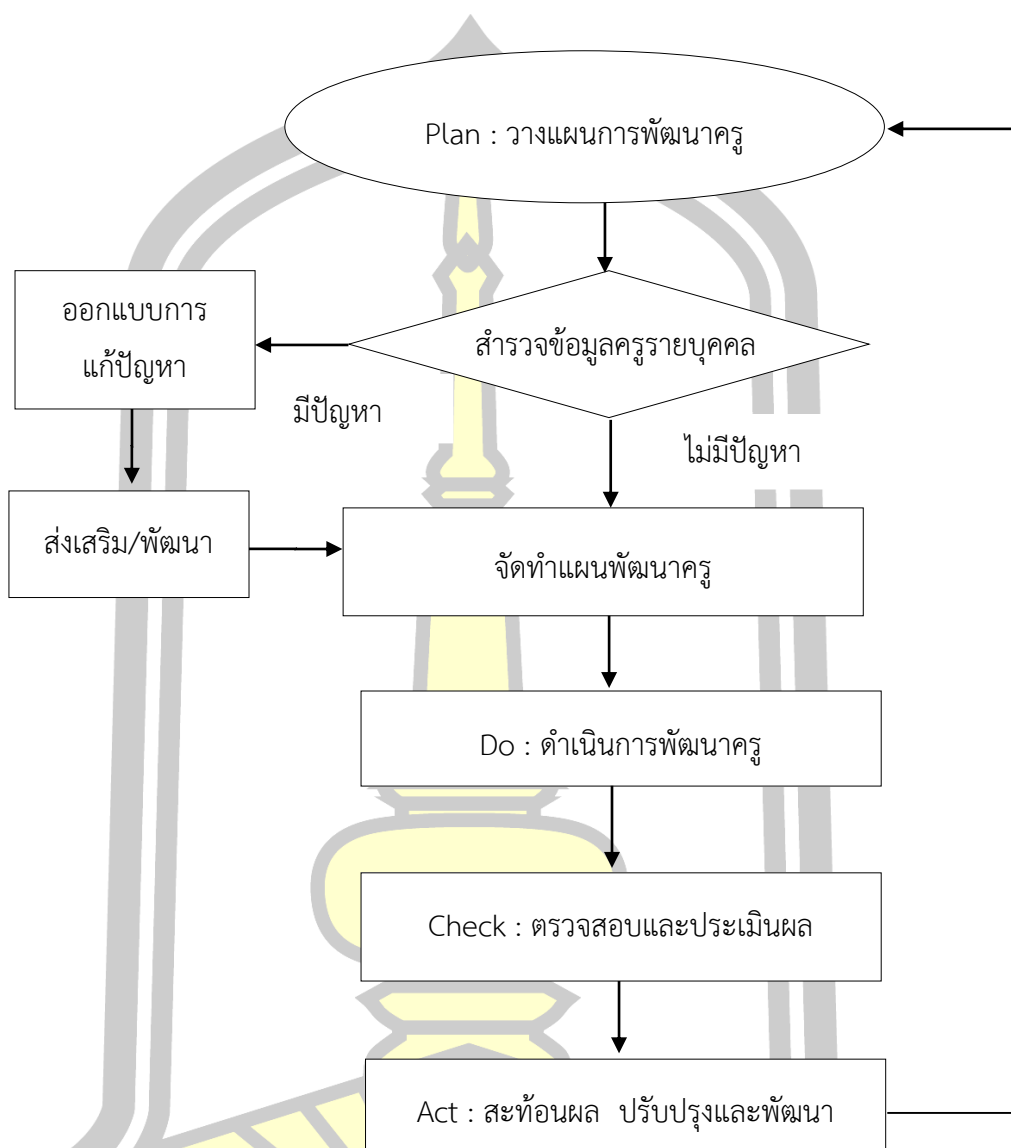 Plan : วางแผนการพัฒนาครู
สำรวจข้อมูลครูรายบุคคล
ออกแบบการ
แก้ปัญหา
มีปัญหา
ไม่มีปัญหา
ส่งเสริม/พัฒนา
จัดทำแผนพัฒนาครู
Do : ดำเนินการพัฒนาครู
Check : ตรวจสอบและประเมินผล
Act : สะท้อนผล ปรับปรุงและพัฒนา